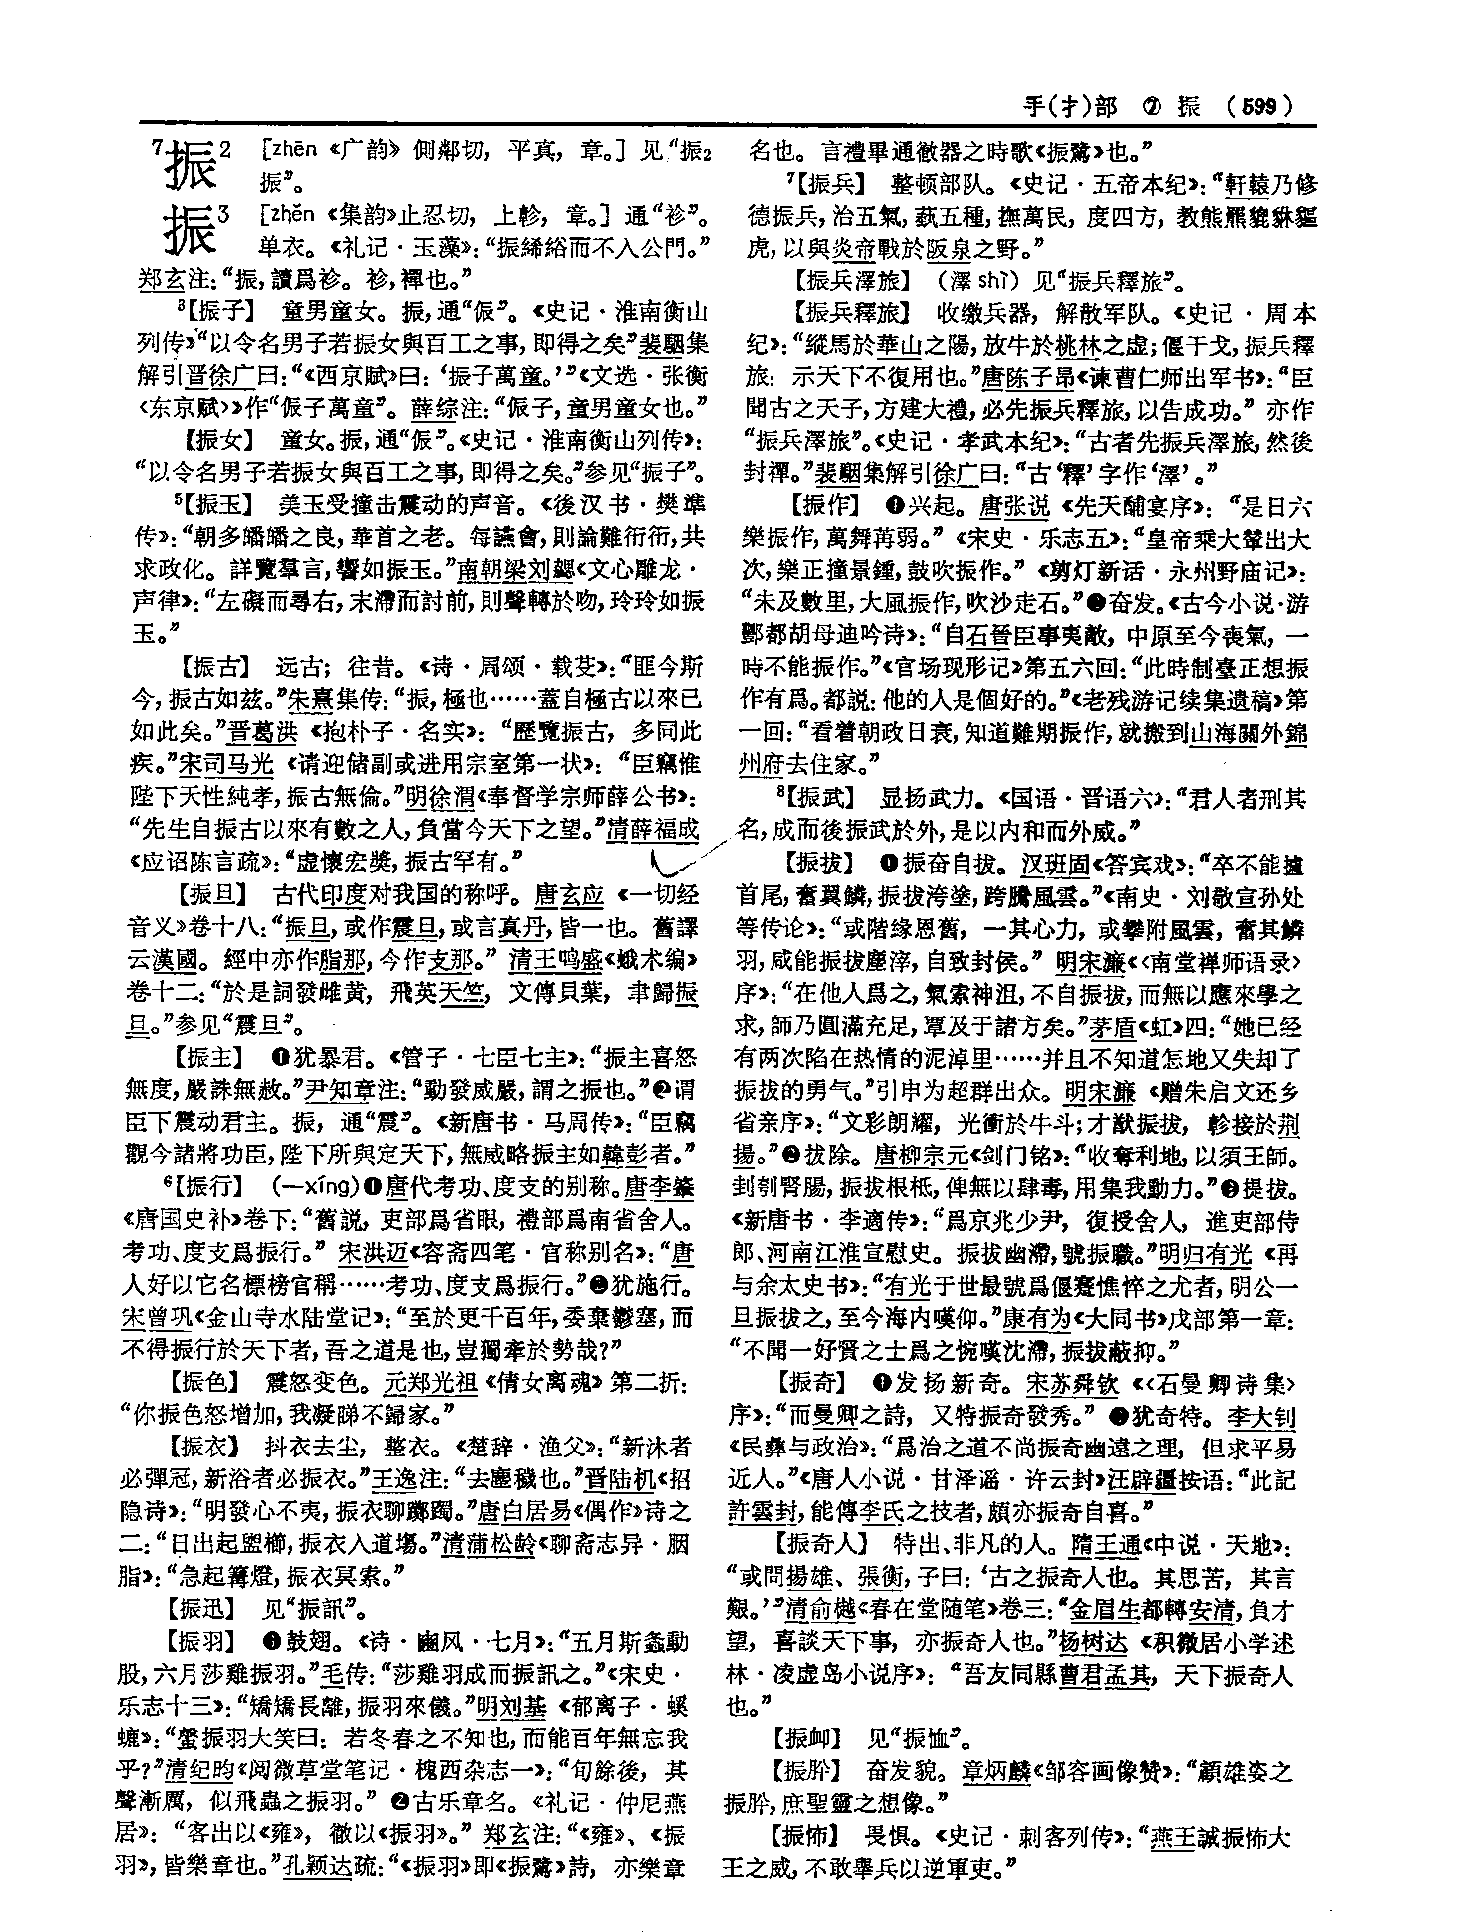 手(扌)部 ⑦ 振 (599)
⁷振² [zhēn《广韵》側鄰切，平真，章。] 见“振₂
振”。
振³ [zhěn《集韵》止忍切，上軫，章。] 通“袗”。
单衣。《礼记·玉藻》：“振絺綌而不入公門。”
郑玄注：“振，讀爲袗。袗，襌也。”
³【振子】 童男童女。振，通“侲”。《史记·淮南衡山
列传》“以令名男子若振女與百工之事，即得之矣”裴駰集
解引晋徐广曰：“《西京賦》曰：‘振子萬童。’”《文选·张衡
〈东京赋〉》作“侲子萬童”。薛综注：“侲子，童男童女也。”
【振女】 童女。振，通“侲”。《史记·淮南衡山列传》：
“以令名男子若振女與百工之事，即得之矣。”参见“振子”。
⁵【振玉】 美玉受撞击震动的声音。《後汉书·樊準
传》：“朝多皤皤之良，華首之老。每讌會，則論難衎衎，共
求政化。詳覽羣言，響如振玉。”南朝梁刘勰《文心雕龙·
声律》：“左礙而尋右，末滯而討前，則聲轉於吻，玲玲如振
玉。”
【振古】 远古；往昔。《诗·周颂·载芟》：“匪今斯
今，振古如兹。”朱熹集传：“振，極也……蓋自極古以來已
如此矣。”晋葛洪《抱朴子·名实》：“歷覽振古，多同此
疾。”宋司马光《请迎储副或进用宗室第一状》：“臣竊惟
陛下天性純孝，振古無倫。”明徐渭《奉督学宗师薛公书》：
“先生自振古以來有數之人，負當今天下之望。”清薛福成
《应诏陈言疏》：“虚懷宏奬，振古罕有。”
【振旦】 古代印度对我国的称呼。唐玄应《一切经
音义》卷十八：“振旦，或作震旦，或言真丹，皆一也。舊譯
云漢國。經中亦作脂那，今作支那。”清王鸣盛《蛾术编》
卷十二：“於是詞發雌黄，飛英天竺，文傳貝葉，聿歸振
旦。”参见“震旦”。
【振主】 ❶犹暴君。《管子·七臣七主》：“振主喜怒
無度，嚴誅無赦。”尹知章注：“動發威嚴，謂之振也。”❷谓
臣下震动君主。振，通“震”。《新唐书·马周传》：“臣竊
觀今諸將功臣，陛下所與定天下，無威略振主如韓彭者。”
⁶【振行】 (—xíng)❶唐代考功、度支的别称。唐李肇
《唐国史补》卷下：“舊説，吏部爲省眼，禮部爲南省舍人。
考功、度支爲振行。”宋洪迈《容斋四笔·官称别名》：“唐
人好以它名標榜官稱……考功、度支爲振行。”❷犹施行。
宋曾巩《金山寺水陆堂记》：“至於更千百年，委棄鬱塞，而
不得振行於天下者，吾之道是也，豈獨牽於勢哉？”
【振色】 震怒变色。元郑光祖《倩女离魂》第二折：
“你振色怒增加，我凝睇不歸家。”
【振衣】 抖衣去尘，整衣。《楚辞·渔父》：“新沐者
必彈冠，新浴者必振衣。”王逸注：“去塵穢也。”晋陆机《招
隐诗》：“明發心不夷，振衣聊躑躅。”唐白居易《偶作》诗之
二：“日出起盥櫛，振衣入道場。”清蒲松龄《聊斋志异·胭
脂》：“急起篝燈，振衣冥索。”
【振迅】 见“振訊”。
【振羽】 ❶鼓翅。《诗·豳风·七月》：“五月斯螽動
股，六月莎雞振羽。”毛传：“莎雞羽成而振訊之。”《宋史·
乐志十三》：“矯矯長離，振羽來儀。”明刘基《郁离子·蟪
螰》：“蛩振羽大笑曰：若冬春之不知也，而能百年無忘我
乎？”清纪昀《阅微草堂笔记·槐西杂志一》：“旬餘後，其
聲漸厲，似飛蟲之振羽。”❷古乐章名。《礼记·仲尼燕
居》：“客出以《雍》，徹以《振羽》。”郑玄注：“《雍》、《振
羽》，皆樂章也。”孔颖达疏：“《振羽》即《振鷺》詩，亦樂章
名也。言禮畢通徹器之時歌《振鷺》也。”
⁷【振兵】 整顿部队。《史记·五帝本纪》：“軒轅乃修
德振兵，治五氣，蓺五種，撫萬民，度四方，教熊羆貔貅貙
虎，以與炎帝戰於阪泉之野。”
【振兵澤旅】 （澤shì）见“振兵釋旅”。
【振兵釋旅】 收缴兵器，解散军队。《史记·周本
纪》：“縱馬於華山之陽，放牛於桃林之虚；偃干戈，振兵釋
旅：示天下不復用也。”唐陈子昂《谏曹仁师出军书》：“臣
聞古之天子，方建大禮，必先振兵釋旅，以告成功。”亦作
“振兵澤旅”。《史记·孝武本纪》：“古者先振兵澤旅，然後
封禪。”裴駰集解引徐广曰：“古‘釋’字作‘澤’。”
【振作】 ❶兴起。唐张说《先天酺宴序》：“是日六
樂振作，萬舞苒弱。”《宋史·乐志五》：“皇帝乘大輦出大
次，樂正撞景鍾，鼓吹振作。”《剪灯新话·永州野庙记》：
“未及數里，大風振作，吹沙走石。”❷奋发。《古今小说·游
酆都胡母迪吟诗》：“自石晉臣事夷敵，中原至今喪氣，一
時不能振作。”《官场现形记》第五六回：“此時制臺正想振
作有爲。都説：他的人是個好的。”《老残游记续集遗稿》第
一回：“看着朝政日衰，知道難期振作，就搬到山海關外錦
州府去住家。”
⁸【振武】 显扬武力。《国语·晋语六》：“君人者刑其
名，成而後振武於外，是以内和而外威。”
【振拔】 ❶振奋自拔。汉班固《答宾戏》：“卒不能攄
首尾，奮翼鱗，振拔洿塗，跨騰風雲。”《南史·刘敬宣孙处
等传论》：“或階缘恩舊，一其心力，或攀附風雲，奮其鱗
羽，咸能振拔塵滓，自致封侯。”明宋濂《〈南堂禅师语录〉
序》：“在他人爲之，氣索神沮，不自振拔，而無以應來學之
求，師乃圓滿充足，覃及于諸方矣。”茅盾《虹》四：“她已经
有两次陷在热情的泥淖里……并且不知道怎地又失却了
振拔的勇气。”引申为超群出众。明宋濂《赠朱启文还乡
省亲序》：“文彩朗耀，光衝於牛斗；才猷振拔，軫接於荆
揚。”❷拔除。唐柳宗元《剑门铭》：“收奪利地，以須王師。
刲刳腎腸，振拔根柢，俾無以肆毒，用集我勳力。”❸提拔。
《新唐书·李適传》：“爲京兆少尹，復授舍人，進吏部侍
郎、河南江淮宣慰史。振拔幽滯，號振職。”明归有光《再
与余太史书》：“有光于世最號爲偃蹇憔悴之尤者，明公一
旦振拔之，至今海内嘆仰。”康有为《大同书》戊部第一章：
“不聞一好賢之士爲之惋嘆沈滯，振拔蔽抑。”
【振奇】 ❶发扬新奇。宋苏舜钦《〈石曼卿诗集〉
序》：“而曼卿之詩，又特振奇發秀。”❷犹奇特。李大钊
《民彝与政治》：“爲治之道不尚振奇幽遠之理，但求平易
近人。”《唐人小说·甘泽谣·许云封》汪辟疆按语：“此記
許雲封，能傳李氏之技者，頗亦振奇自喜。”
【振奇人】 特出、非凡的人。隋王通《中说·天地》：
“或問揚雄、張衡，子曰：‘古之振奇人也。其思苦，其言
艱。’”清俞樾《春在堂随笔》卷三：“金眉生都轉安清，負才
望，喜談天下事，亦振奇人也。”杨树达《积微居小学述
林·凌虚岛小说序》：“吾友同縣曹君孟其，天下振奇人
也。”
【振卹】 见“振恤”。
【振肸】 奋发貌。章炳麟《邹容画像赞》：“顧雄姿之
振肸，庶聖靈之想像。”
【振怖】 畏惧。《史记·刺客列传》：“燕王誠振怖大
王之威，不敢舉兵以逆軍吏。”